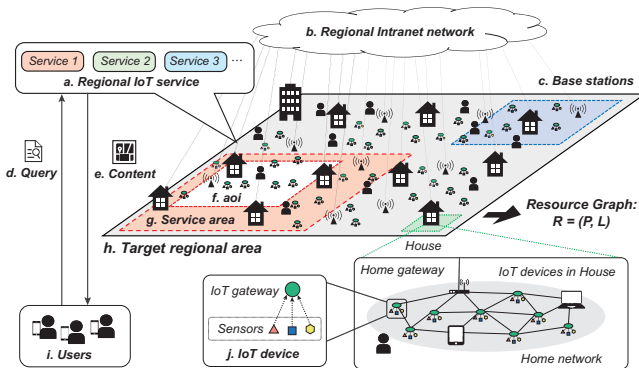 b. Regional Intranet network
Service 1 Service 2 Service 3 ...
a. Regional IoT service
c. Base stations
d. Query
e. Content
f. aoi
g. Service area
h. Target regional area
Resource Graph:
R = (P, L)
House
Home gateway
IoT devices in House
IoT gateway
Sensors
j. IoT device
Home network
i. Users